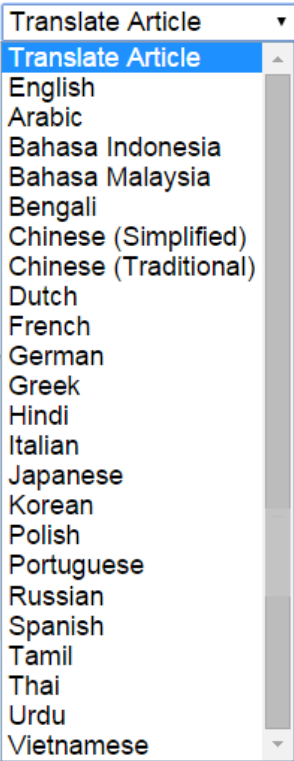 Translate Article
Translate Article
English
Arabic
Bahasa Indonesia
Bahasa Malaysia
Bengali
Chinese (Simplified)
Chinese (Traditional)
Dutch
French
German
Greek
Hindi
Italian
Japanese
Korean
Polish
Portuguese
Russian
Spanish
Tamil
Thai
Urdu
Vietnamese